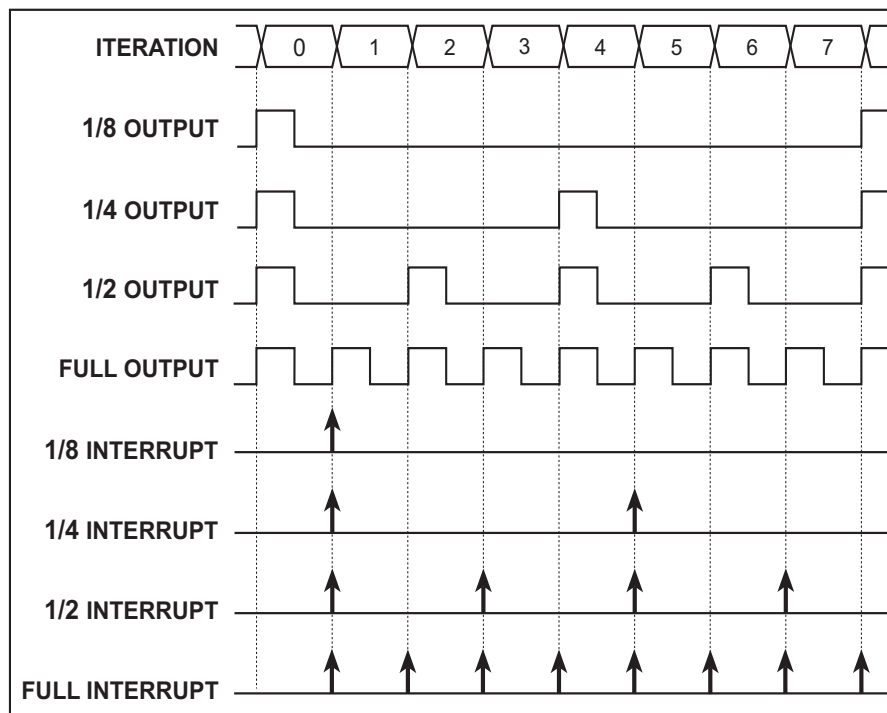 ITERATION 0 1 2 3 4 5 6 7
1/8 OUTPUT
1/4 OUTPUT
1/2 OUTPUT
FULL OUTPUT
1/8 INTERRUPT
1/4 INTERRUPT
1/2 INTERRUPT
FULL INTERRUPT